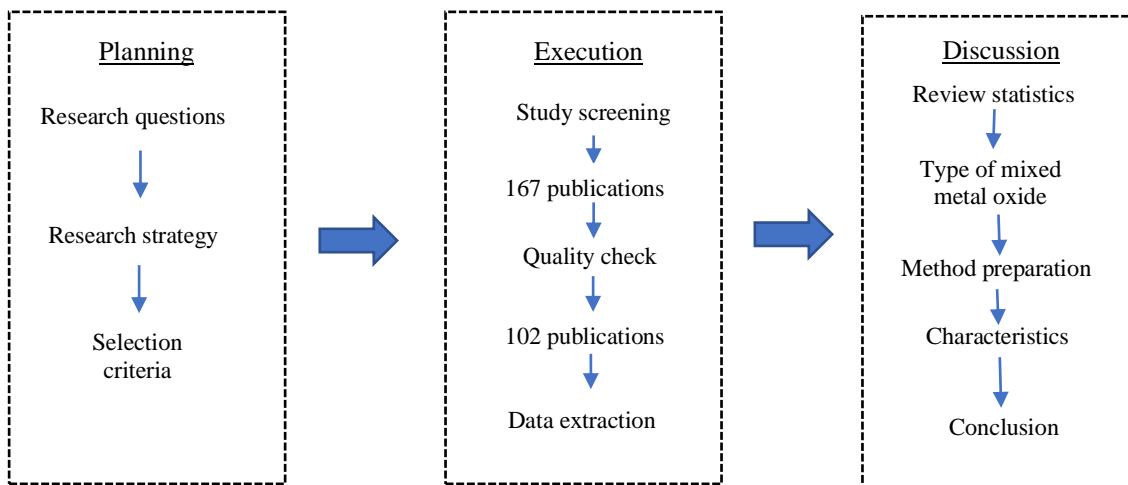 Planning
Research questions
Research strategy
Selection
criteria
Execution
Study screening
167 publications
Quality check
102 publications
Data extraction
Discussion
Review statistics
Type of mixed
metal oxide
Method preparation
Characteristics
Conclusion